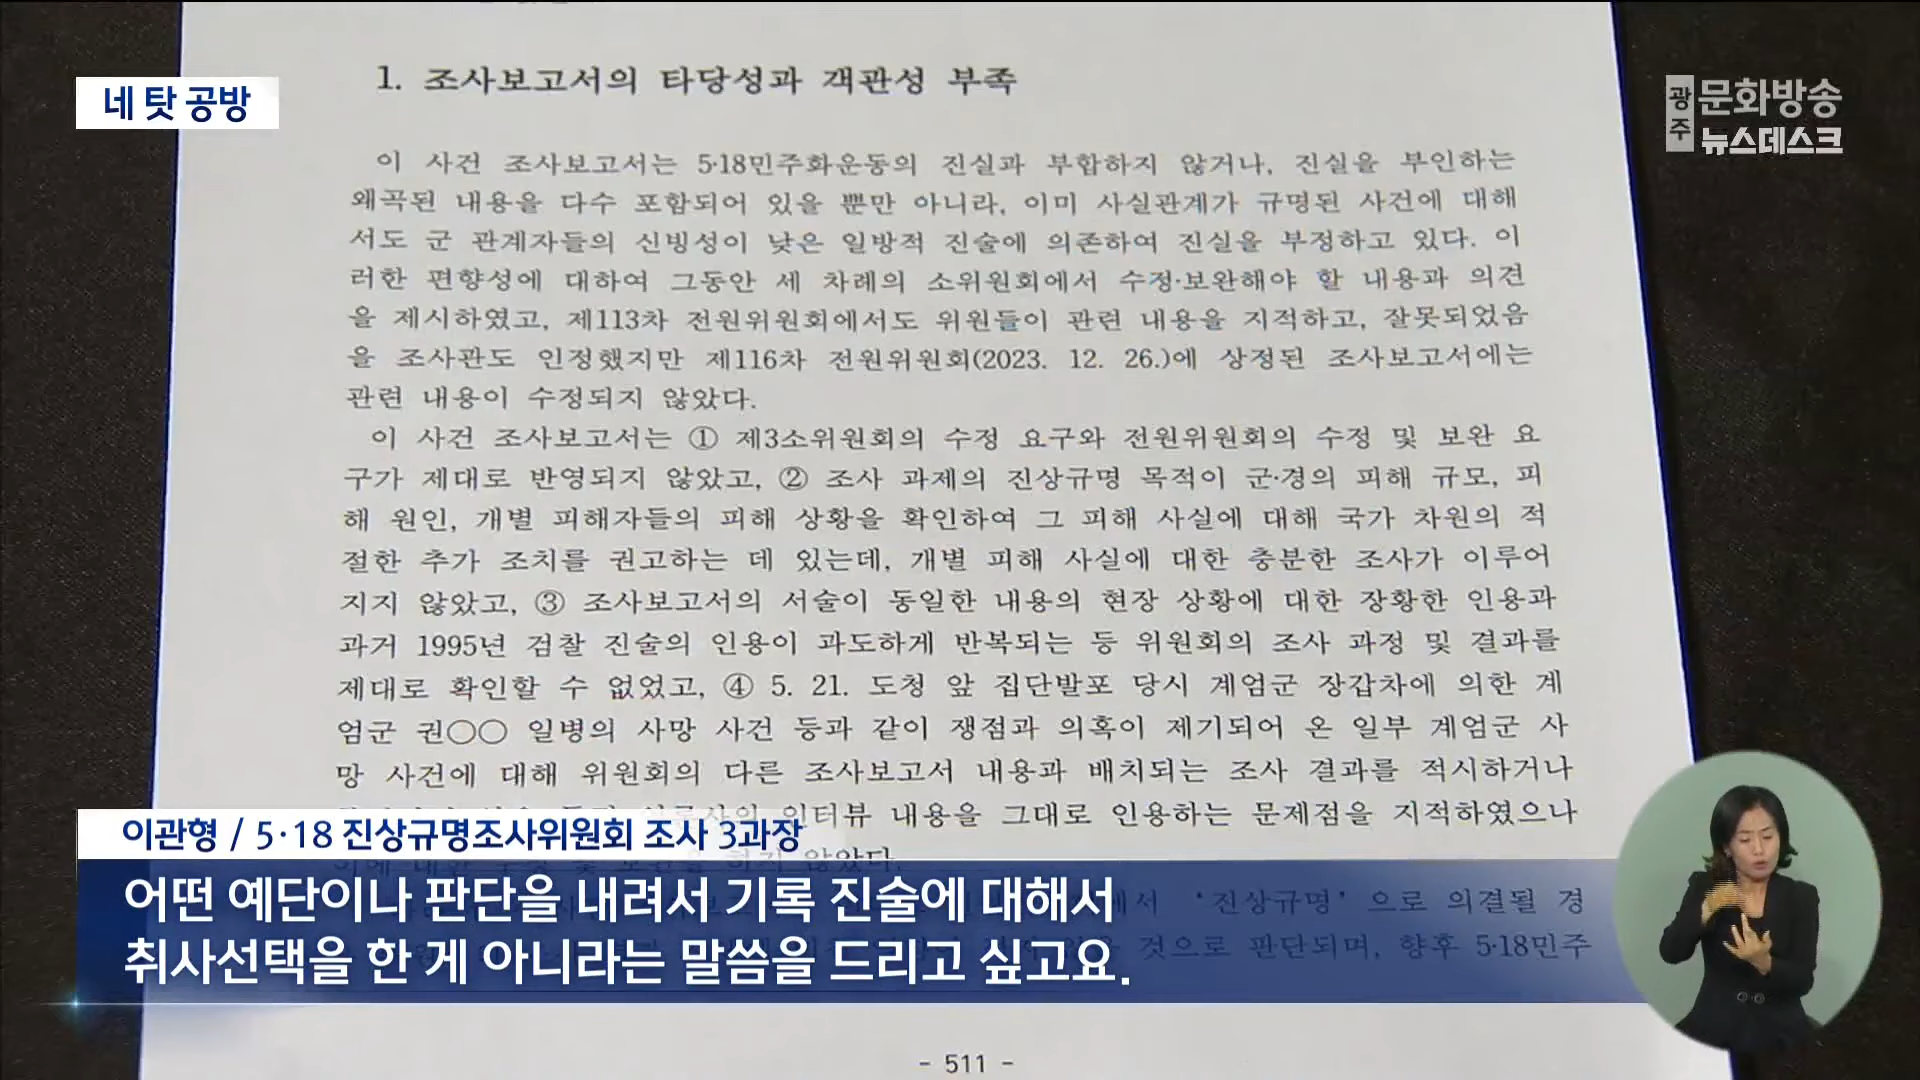 네 탓 공방
광주
문화방송
뉴스데스크
1. 조사보고서의 타당성과 객관성 부족
이 사건 조사보고서는 5·18민주화운동의 진실과 부합하지 않거나, 진실을 부인하는
왜곡된 내용을 다수 포함되어 있을 뿐만 아니라, 이미 사실관계가 규명된 사건에 대해
서도 군 관계자들의 신빙성이 낮은 일방적 진술에 의존하여 진실을 부정하고 있다. 이
러한 편향성에 대하여 그동안 세 차례의 소위원회에서 수정·보완해야 할 내용과 의견
을 제시하였고, 제113차 전원위원회에서도 위원들이 관련 내용을 지적하고, 잘못되었음
을 조사관도 인정했지만 제116차 전원위원회(2023. 12. 26.)에 상정된 조사보고서에는
관련 내용이 수정되지 않았다.
이 사건 조사보고서는 ① 제3소위원회의 수정 요구와 전원위원회의 수정 및 보완 요
구가 제대로 반영되지 않았고, ② 조사 과제의 진상규명 목적이 군·경의 피해 규모, 피
해 원인, 개별 피해자들의 피해 상황을 확인하여 그 피해 사실에 대해 국가 차원의 적
절한 추가 조치를 권고하는 데 있는데, 개별 피해 사실에 대한 충분한 조사가 이루어
지지 않았고, ③ 조사보고서의 서술이 동일한 내용의 현장 상황에 대한 장황한 인용과
과거 1995년 검찰 진술의 인용이 과도하게 반복되는 등 위원회의 조사 과정 및 결과를
제대로 확인할 수 없었고, ④ 5. 21. 도청 앞 집단발포 당시 계엄군 장갑차에 의한 계
엄군 권○○ 일병의 사망 사건 등과 같이 쟁점과 의혹이 제기되어 온 일부 계엄군 사
망 사건에 대해 위원회의 다른 조사보고서 내용과 배치되는 조사 결과를 적시하거나
인터뷰 내용을 그대로 인용하는 문제점을 지적하였으나
하지 않았다.
에서 '진상규명'으로 의결될 경
것으로 판단되며, 향후 5·18민주
이관형 / 5·18 진상규명조사위원회 조사 3과장
어떤 예단이나 판단을 내려서 기록 진술에 대해서
취사선택을 한 게 아니라는 말씀을 드리고 싶고요.
- 511 -